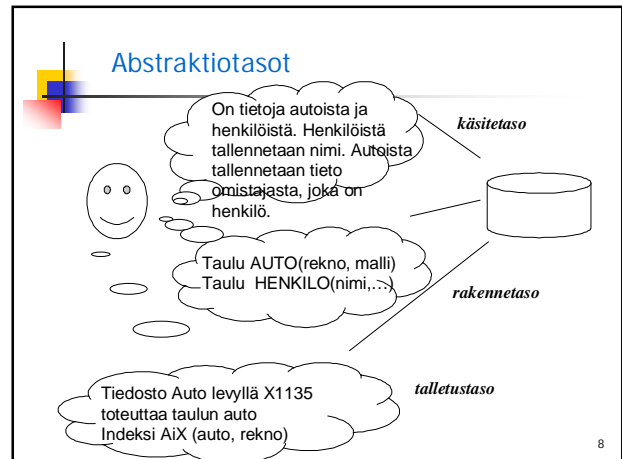 Abstraktiotasot
On tietoja autoista ja
henkilöistä. Henkilöistä
tallennetaan nimi. Autoista
tallennetaan tieto
omistajasta, joka on
henkilö.
käsitetaso
Taulu AUTO(rekno, malli)
Taulu HENKILO(nimi,...)
rakennetaso
Tiedosto Auto levyllä X1135
toteuttaa taulun auto
Indeksi AiX (auto, rekno)
talletustaso
8